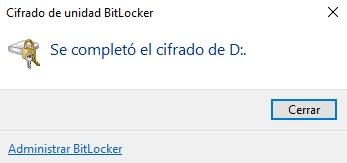 Cifrado de unidad BitLocker
Se completó el cifrado de D:.
Cerrar
Administrar BitLocker